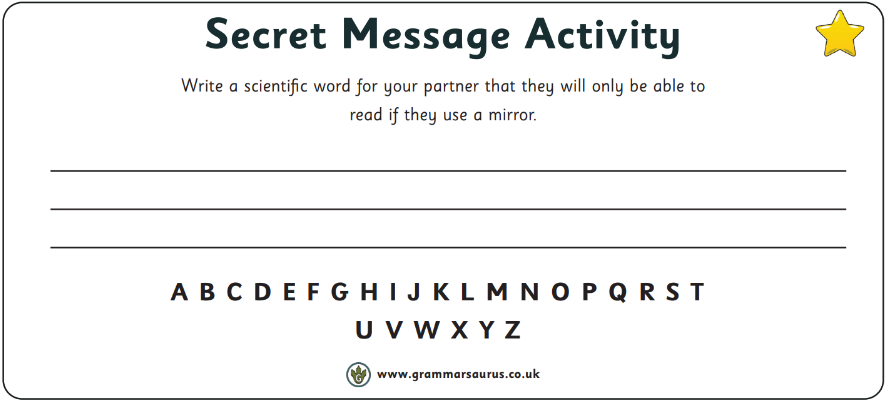 Secret Message Activity
Write a scientific word for your partner that they will only be able to
read if they use a mirror.
A B C D E F G H I J K L M N O P Q R S T
U V W X Y Z
G www.grammarsaurus.co.uk